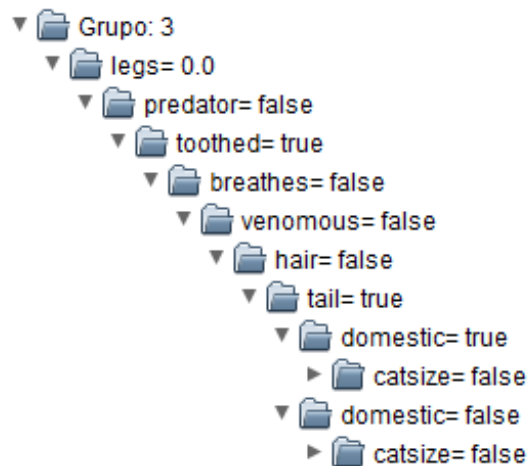 Grupo: 3
legs= 0.0
predator= false
toothed= true
breathes= false
venomous= false
hair= false
tail= true
domestic= true
catsize= false
domestic= false
catsize= false